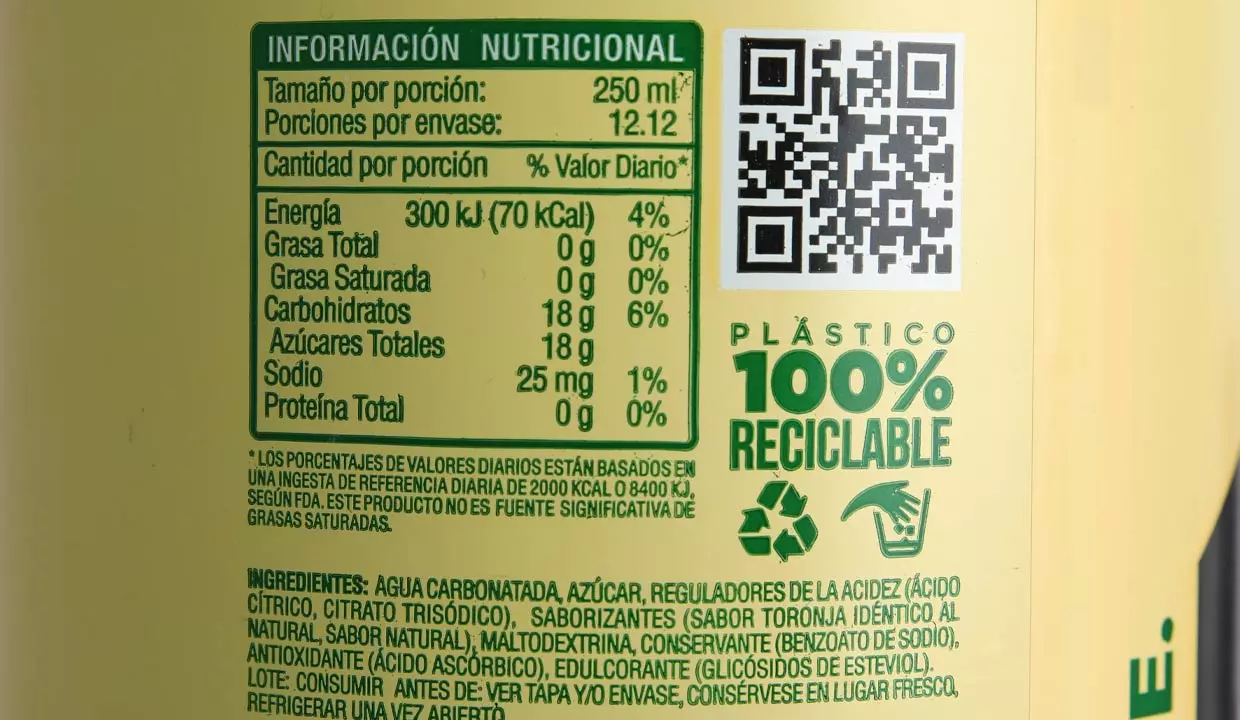 INFORMACIÓN NUTRICIONAL
Tamaño por porción: 250 ml
Porciones por envase: 12.12
Cantidad por porción % Valor Diario*
Energía 300 kJ (70 kCal) 4%
Grasa Total 0 g 0%
Grasa Saturada 0 g 0%
Carbohidratos 18 g 6%
Azúcares Totales 18 g
Sodio 25 mg 1%
Proteína Total 0 g 0%
* LOS PORCENTAJES DE VALORES DIARIOS ESTÁN BASADOS EN
UNA INGESTA DE REFERENCIA DIARIA DE 2000 KCAL O 8400 KJ,
SEGÚN FDA. ESTE PRODUCTO NO ES FUENTE SIGNIFICATIVA DE
GRASAS SATURADAS.
PLÁSTICO
100%
RECICLABLE
INGREDIENTES: AGUA CARBONATADA, AZÚCAR, REGULADORES DE LA ACIDEZ (ÁCIDO
CÍTRICO, CITRATO TRISÓDICO), SABORIZANTES (SABOR TORONJA IDÉNTICO AL
NATURAL, SABOR NATURAL), MALTODEXTRINA, CONSERVANTE (BENZOATO DE SODIO),
ANTIOXIDANTE (ÁCIDO ASCÓRBICO), EDULCORANTE (GLICÓSIDOS DE ESTEVIOL).
LOTE: CONSUMIR ANTES DE: VER TAPA Y/O ENVASE, CONSÉRVESE EN LUGAR FRESCO,
REFRIGERAR UNA VEZ ABIERTO
E.